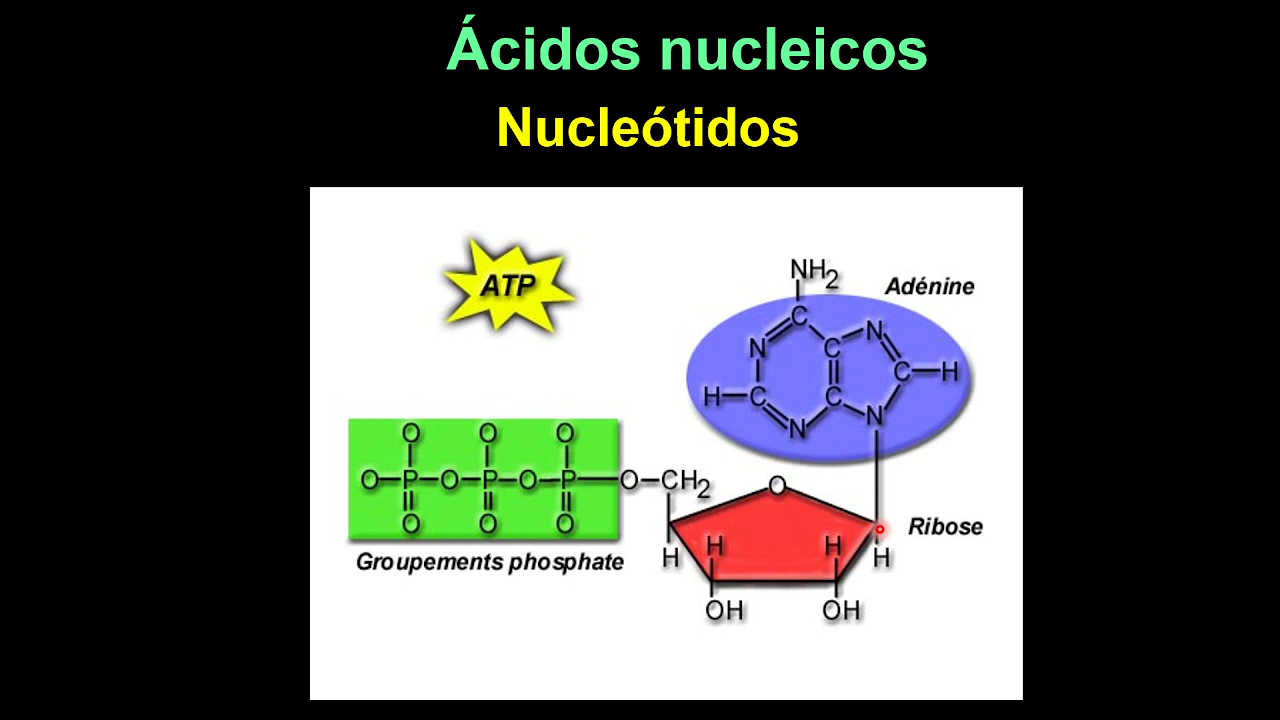 Ácidos nucleicos
Nucleótidos
ATP
NH2
Adénine
C
N
N
C
C
H
H
C
C
N
N
O
O
O
O
P
O
P
O
P
O
CH2
O
O
O
O
Ribose
H
H
H
H
Groupements phosphate
OH
OH